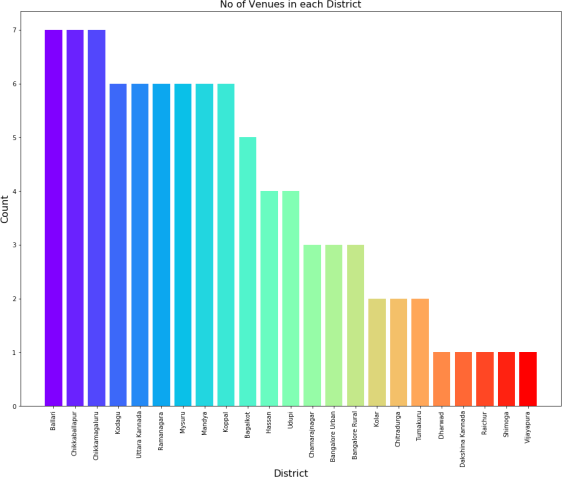 No of Venues in each District
Count
7
6
5
4
3
2
1
0
Ballari
Chikkaballapur
Chikkamagaluru
Kodagu
Uttara Kannada
Ramanagara
Mysuru
Mandya
Koppal
Bagalkot
Hassan
Udupi
Chamarajnagar
Bangalore Urban
Bangalore Rural
Kolar
Chitradurga
Tumakuru
Dherwad
Dakshina Kannada
Raichur
Shimoga
Vijayapura
District